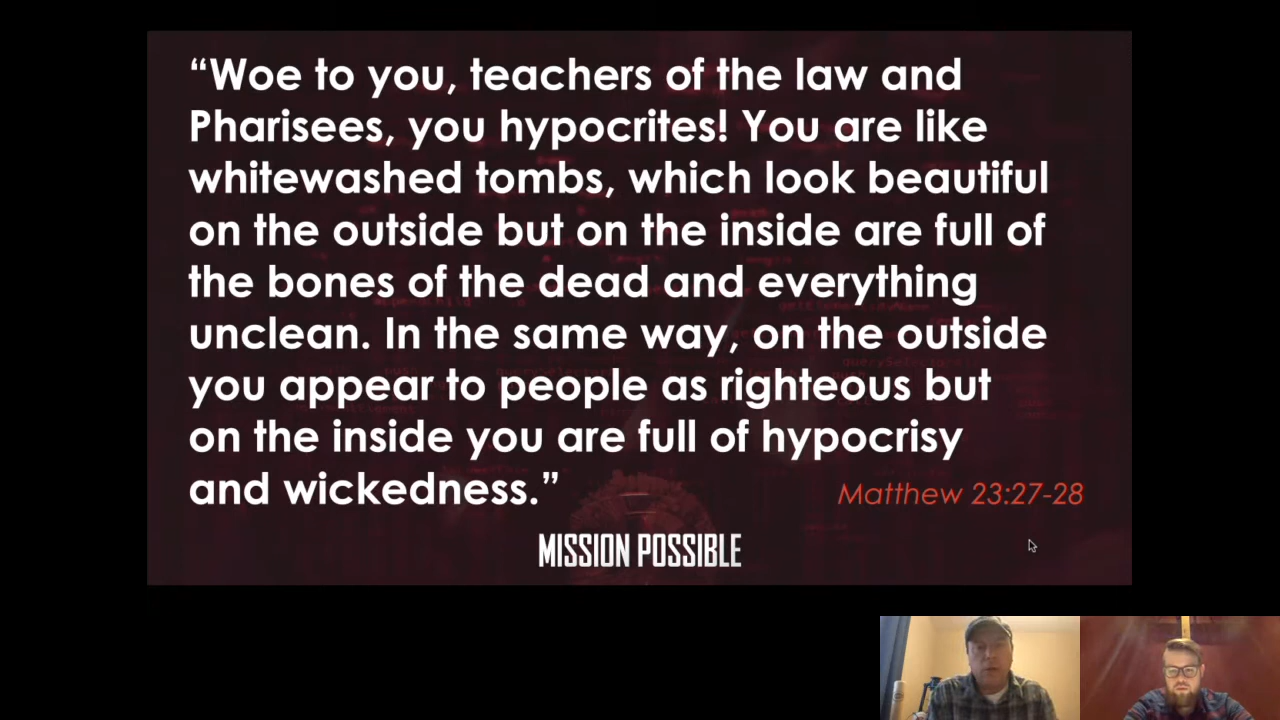 “Woe to you, teachers of the law and
Pharisees, you hypocrites! You are like
whitewashed tombs, which look beautiful
on the outside but on the inside are full of
the bones of the dead and everything
unclean. In the same way, on the outside
you appear to people as righteous but
on the inside you are full of hypocrisy
and wickedness.”
Matthew 23:27-28
MISSION POSSIBLE